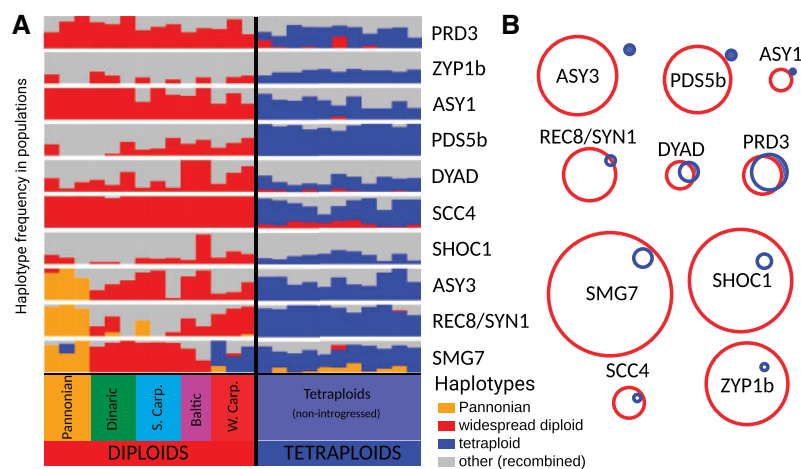 A
B
Haplotype frequency in populations
PRD3
ZYP1b
ASY1
PDS5b
DYAD
SCC4
SHOC1
ASY3
REC8/SYN1
SMG7
Pannonian
Dinaric
S. Carp.
Baltic
W. Carp.
Tetraploids
(non-introgressed)
DIPLOIDS
TETRAPLOIDS
Haplotypes
Pannonian
widespread diploid
tetraploid
other (recombined)
ASY3
PDS5b
ASY1
REC8/SYN1
DYAD
PRD3
SMG7
SHOC1
SCC4
ZYP1b